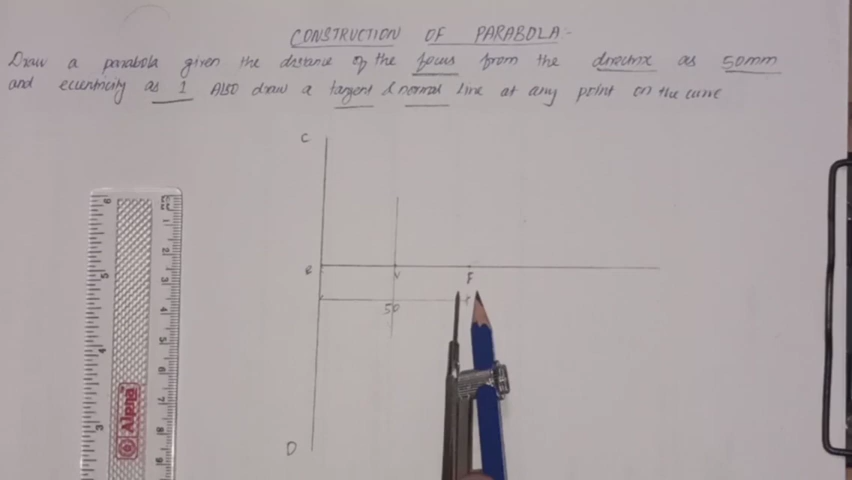 CONSTRUCTION OF PARABOLA:-
Draw a parabola given the distance of the focus from the directrix as 50mm
and eccentricity as 1 Also draw a tangent & normal line at any point on the curve
C
V
F
50
D
Alpha